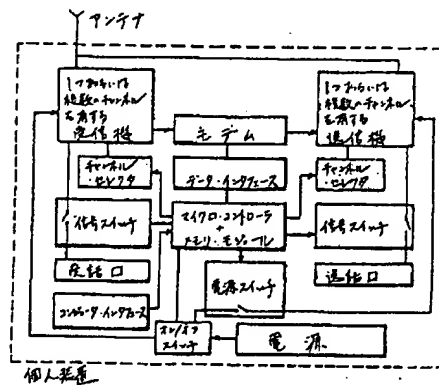 アンテナ
1つあるいは
複数のチャンネル
を有する
受信機
モデム
1つあるいは
複数のチャンネル
を有する
送信機
チャンネル
・セレクタ
データ・インタフェース
チャンネル
・セレクタ
信号スイッチ
マイクロ・コントローラ
+
メモリ・モジュール
信号スイッチ
受話口
電源
スイッチ
送話口
コンピュータ・インタフェース
オン/オフ
スイッチ
電源
個人装置